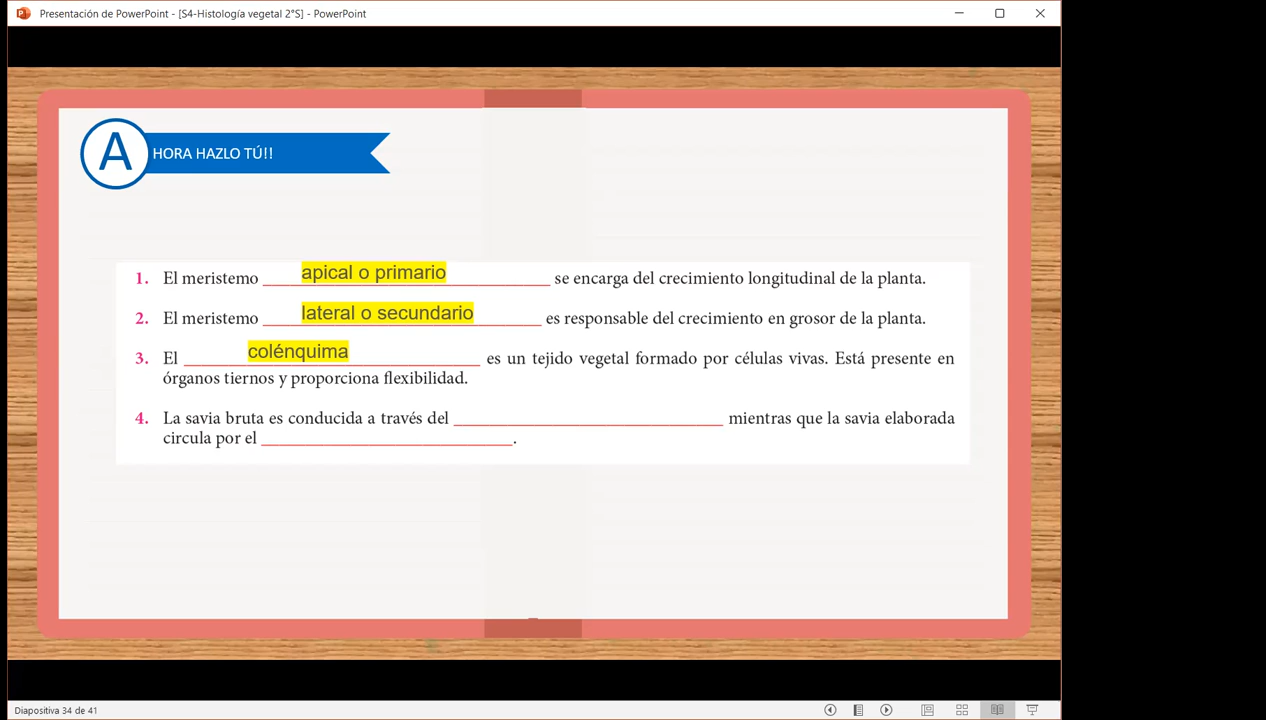 Presentación de PowerPoint - [S4-Histología vegetal 2°S] - PowerPoint
A HORA HAZLO TÚ!!
1. El meristemo apical o primario se encarga del crecimiento longitudinal de la planta.
2. El meristemo lateral o secundario es responsable del crecimiento en grosor de la planta.
3. El colénquima es un tejido vegetal formado por células vivas. Está presente en
órganos tiernos y proporciona flexibilidad.
4. La savia bruta es conducida a través del ______ mientras que la savia elaborada
circula por el ______.
Diapositiva 34 de 41